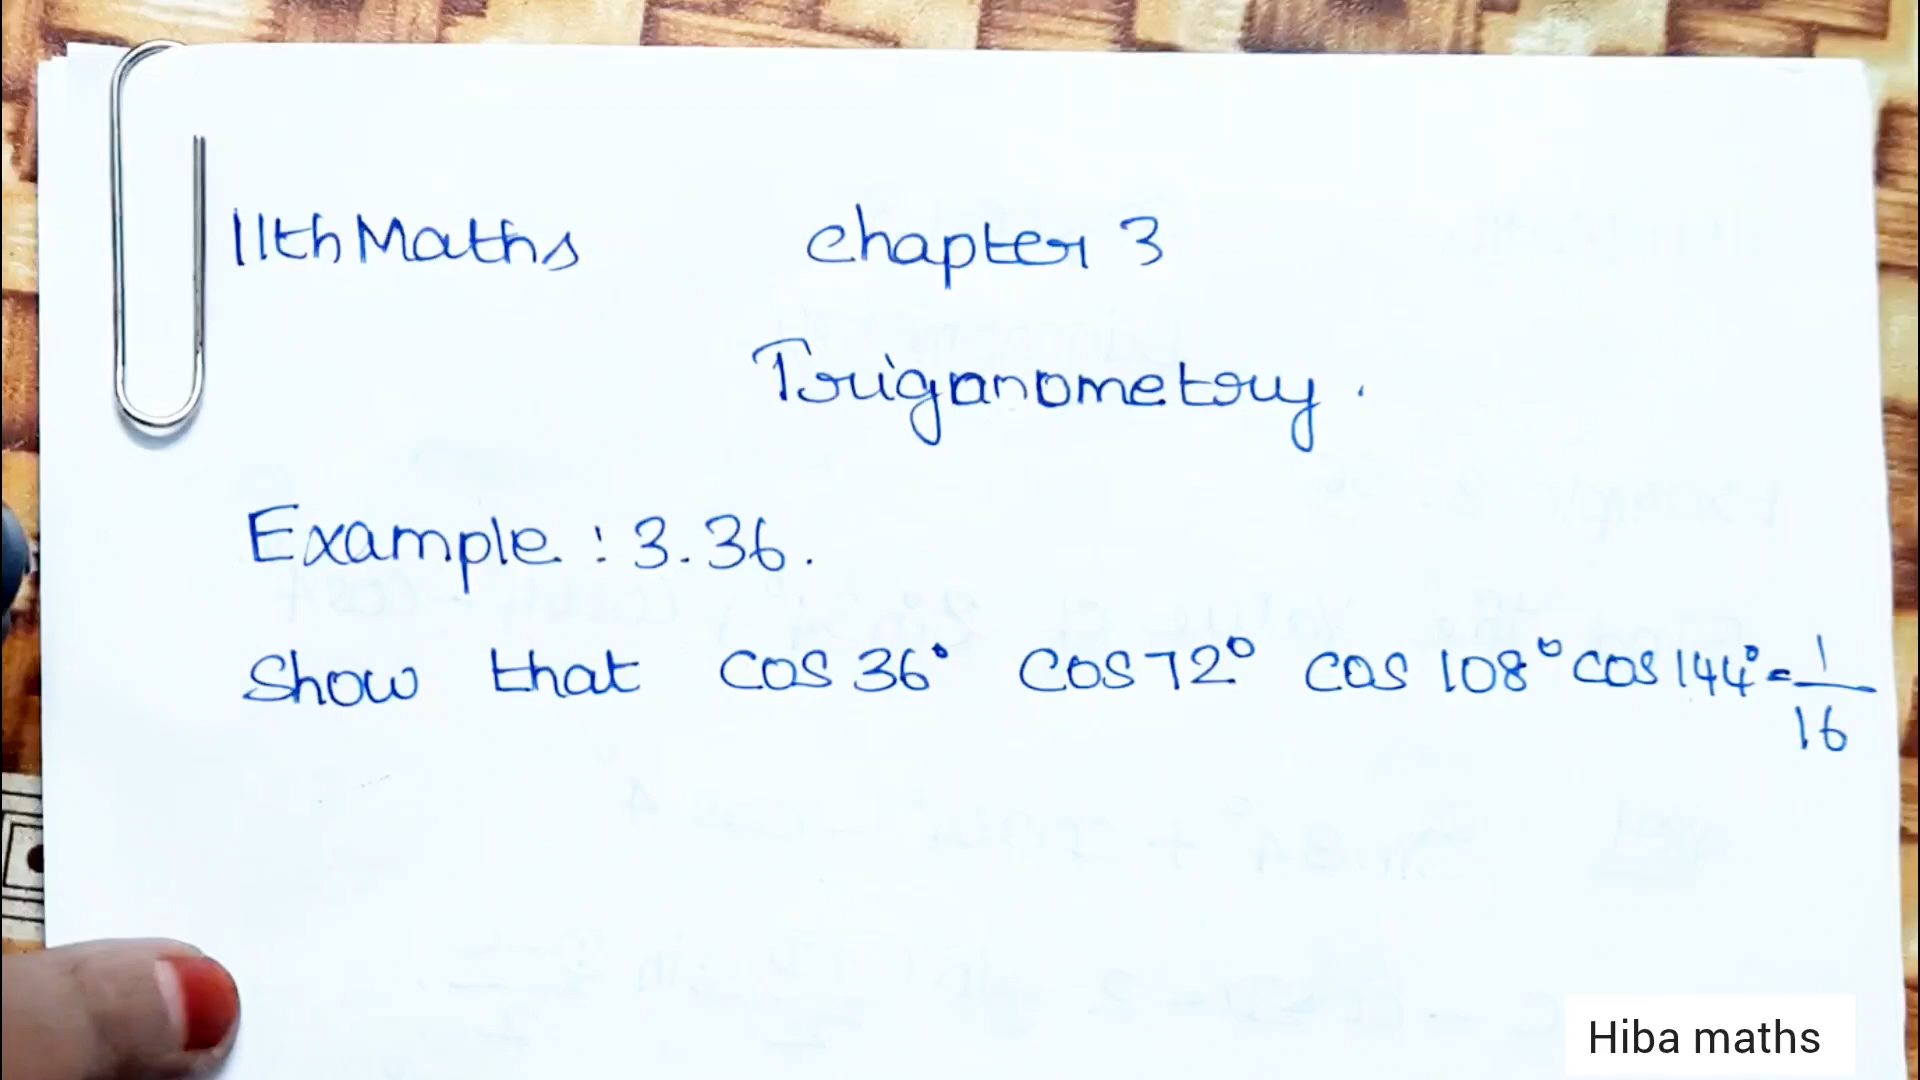 11th Maths chapter 3
Triganometry.
Example : 3.36.
Show that cos 36° cos 72° cos 108° cos 144° = 1/16
Hiba maths